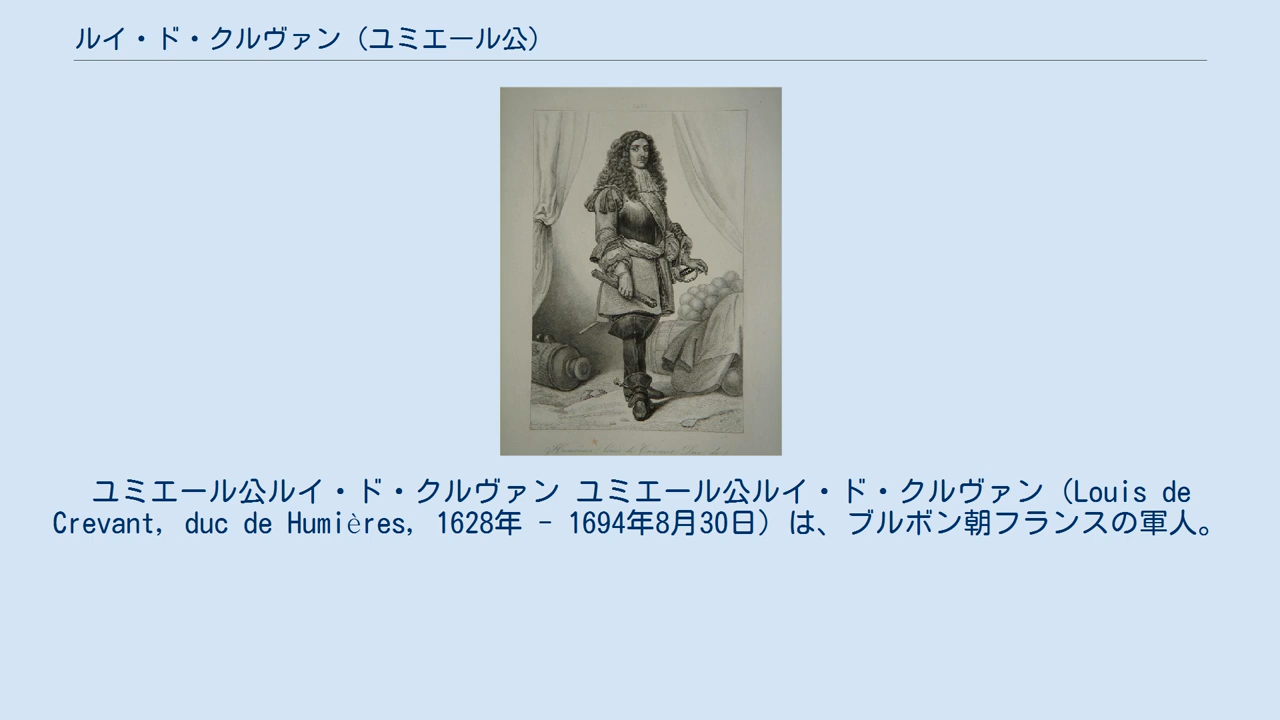 ルイ・ド・クルヴァン（ユミエール公）
ユミエール公ルイ・ド・クルヴァン ユミエール公ルイ・ド・クルヴァン（Louis de
Crevant, duc de Humières, 1628年 - 1694年8月30日）は、ブルボン朝フランスの軍人。